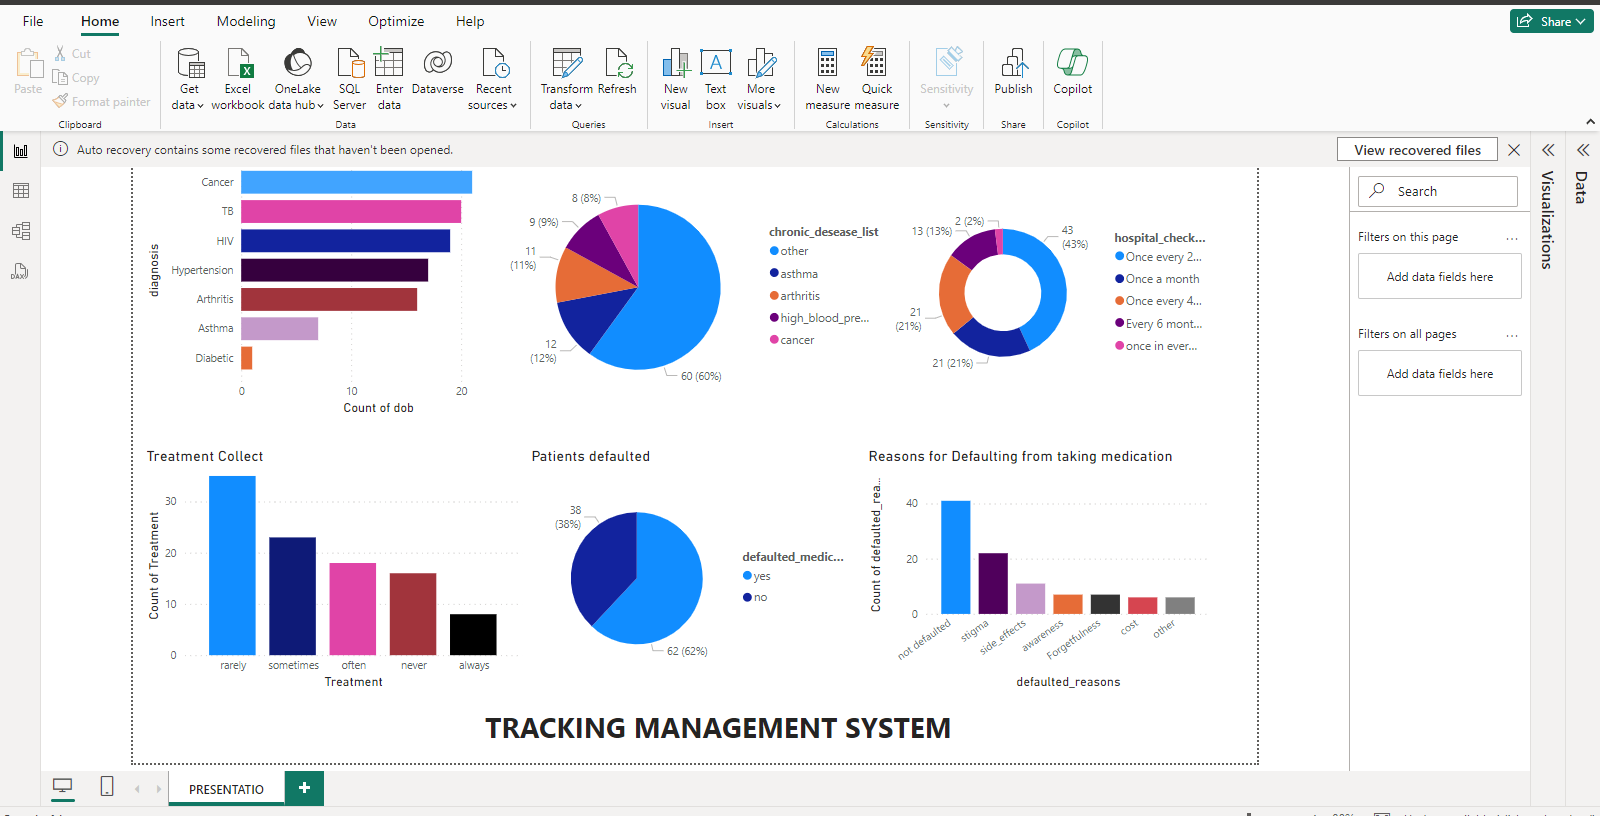 File Home Insert Modeling View Optimize Help Share
Paste
Cut
Copy
Format painter
Clipboard
Get data
Excel workbook
OneLake data hub
SQL Server
Enter data
Dataverse
Recent sources
Data
Transform data
Refresh
Queries
New visual
Text box
More visuals
Insert
New measure
Quick measure
Calculations
Sensitivity
Sensitivity
Publish
Share
Copilot
Copilot
Auto recovery contains some recovered files that haven't been opened.
View recovered files
diagnosis
Cancer
TB
HIV
Hypertension
Arthritis
Asthma
Diabetic
0 10 20
Count of dob
8 (8%)
9 (9%)
11
(11%)
12
(12%)
60 (60%)
chronic_desease_list
other
asthma
arthritis
high_blood_pre...
cancer
2 (2%)
13 (13%)
43
(43%)
21
(21%)
21 (21%)
hospital_check...
Once every 2...
Once a month
Once every 4...
Every 6 mont...
once in ever...
Treatment Collect
Count of Treatment
30
20
10
0
rarely sometimes often never always
Treatment
Patients defaulted
38
(38%)
62 (62%)
defaulted_medic...
yes
no
Reasons for Defaulting from taking medication
Count of defaulted_rea...
40
20
0
not defaulted
stigma
side_effects
awareness
Forgetfulness
cost
other
defaulted_reasons
TRACKING MANAGEMENT SYSTEM
Search
Filters on this page
...
Add data fields here
Filters on all pages
...
Add data fields here
Visualizations
Data
DAX
PRESENTATIO
+